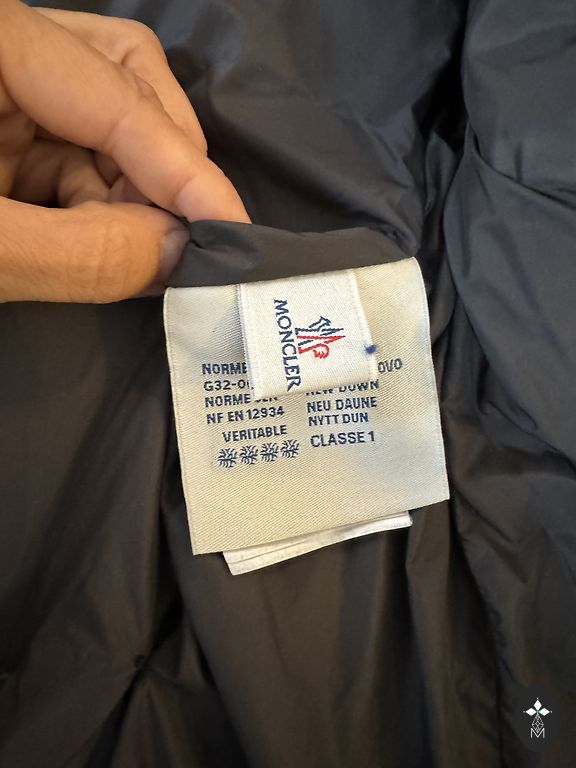 MONCLER
NORME
G32-0
NORME
NF EN 12934
VERITABLE
OVO
NEW DOWN
NEU DAUNE
NYTT DUN
CLASSE 1